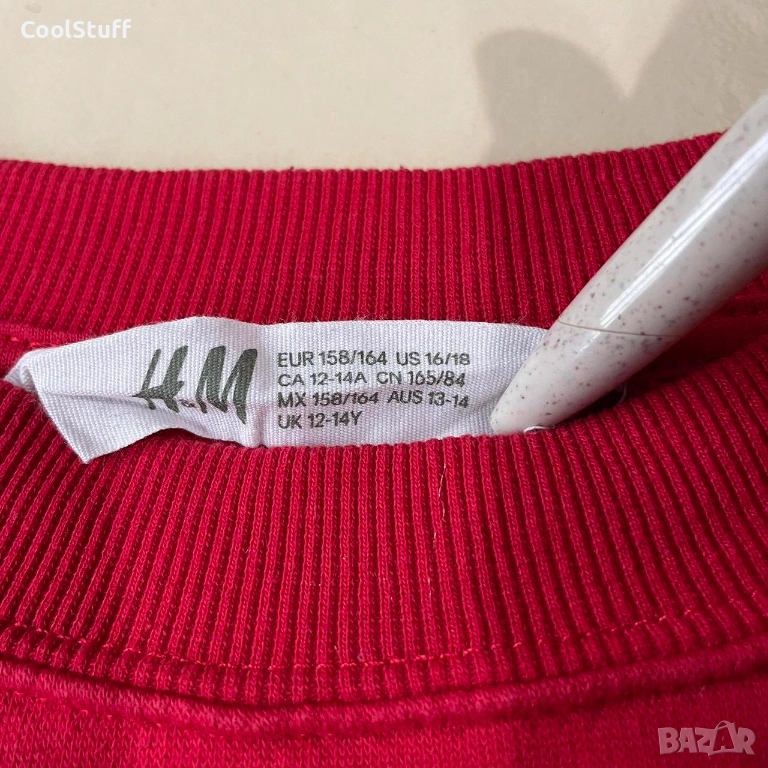 CoolStuff
H&M
EUR 158/164 US 16/18
CA 12-14A CN 165/84
MX 158/164 AUS 13-14
UK 12-14Y
BAZAR